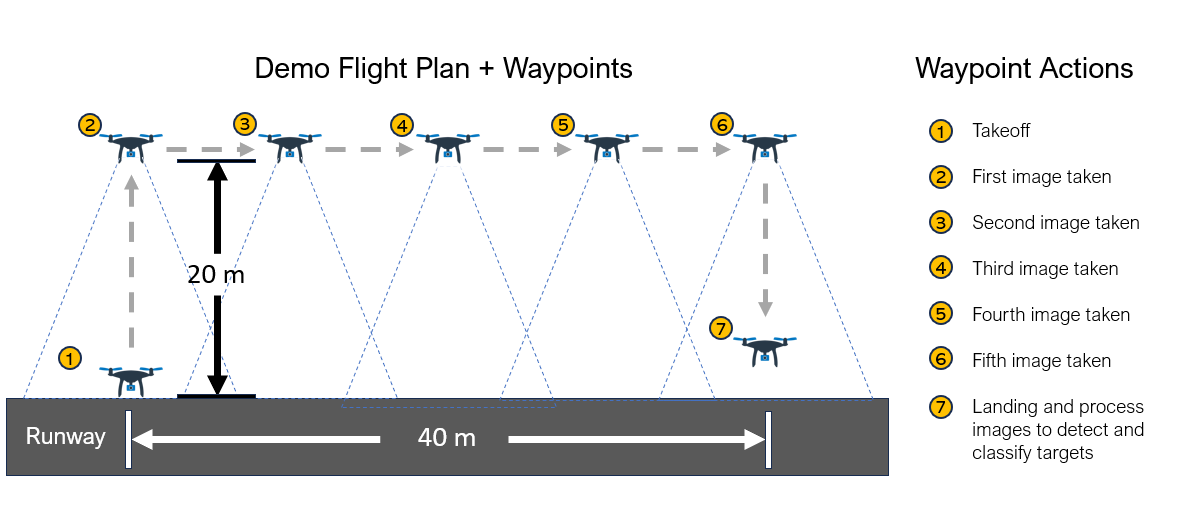 Demo Flight Plan + Waypoints
2
3
4
5
6
20 m
1
7
Runway
40 m
Waypoint Actions
1 Takeoff
2 First image taken
3 Second image taken
4 Third image taken
5 Fourth image taken
6 Fifth image taken
7 Landing and process
images to detect and
classify targets